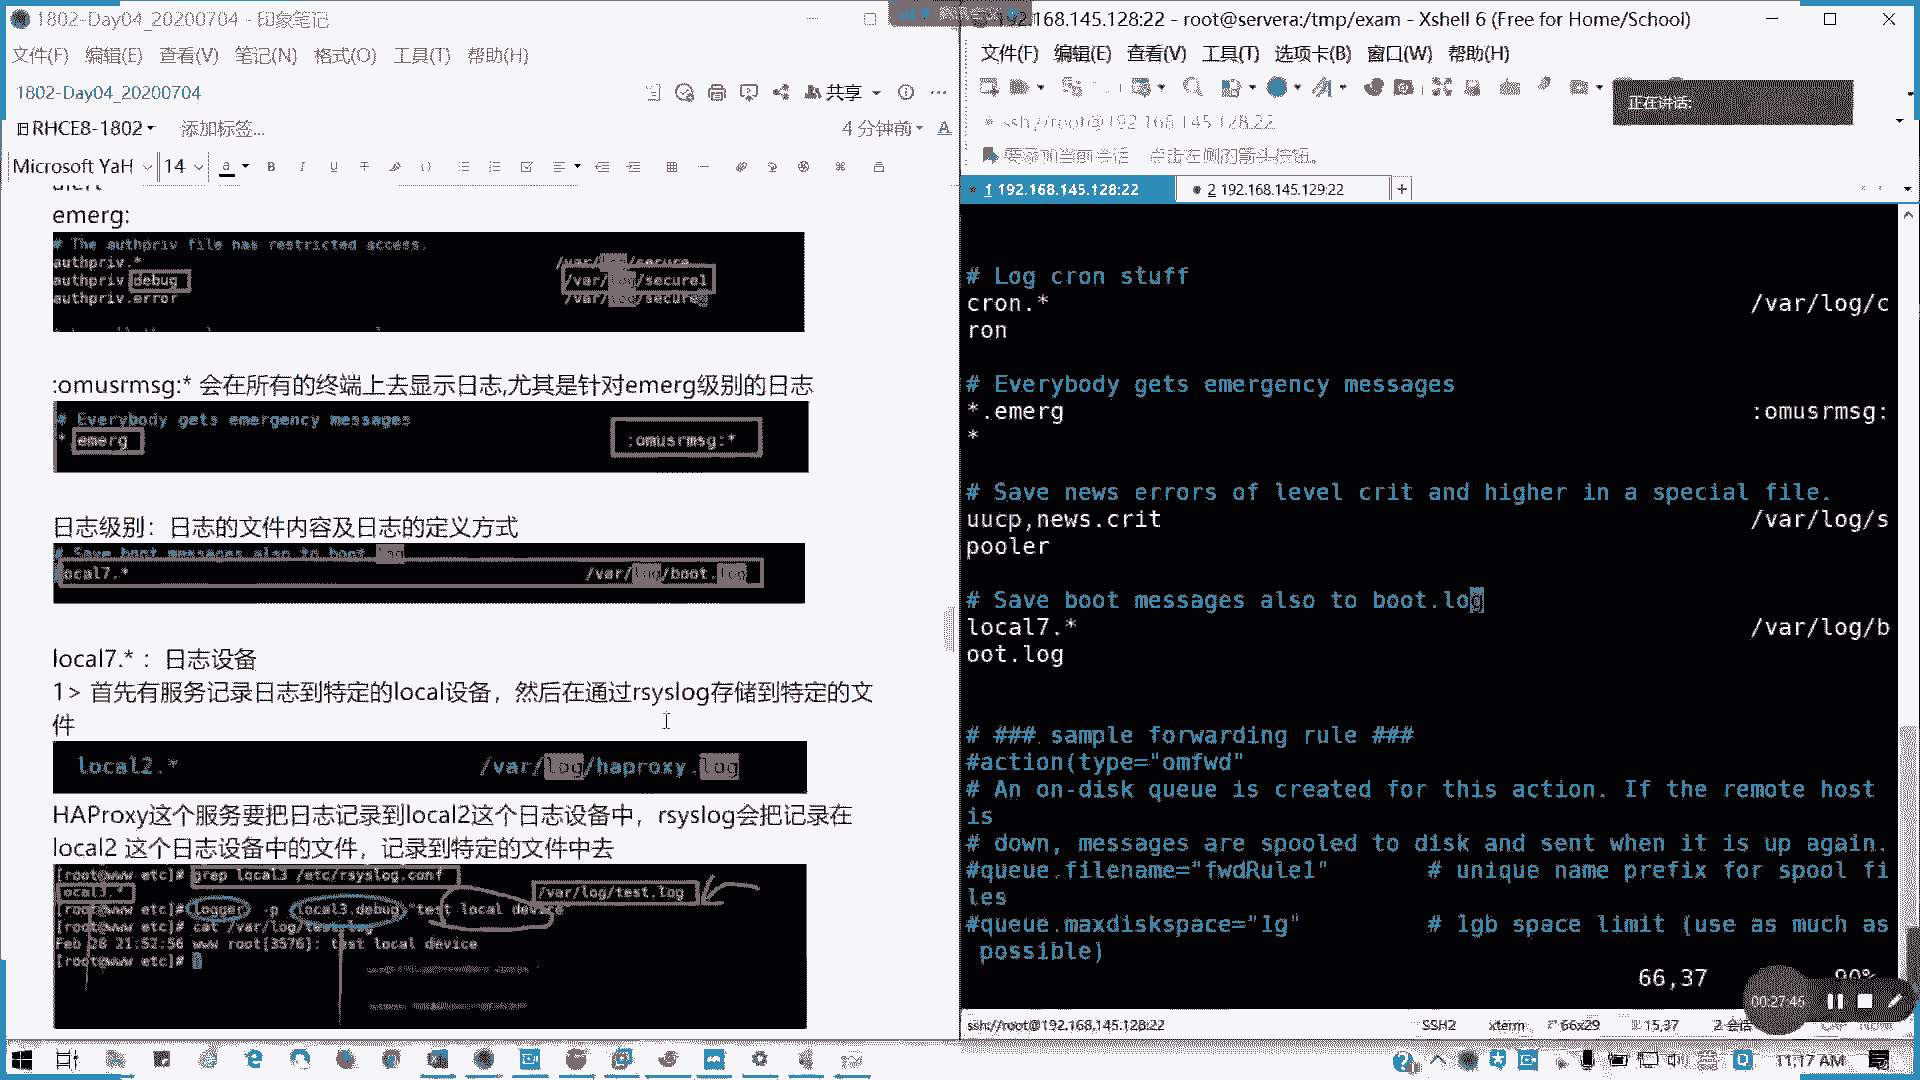 1802-Day04_20200704 - 印象笔记
文件(F) 编辑(E) 查看(V) 笔记(N) 格式(O) 工具(T) 帮助(H)
1802-Day04_20200704
共享
RHCE8-1802
添加标签...
4 分钟前
Microsoft YaH 14
emerg:
# The authpriv file has restricted access.
authpriv.* /var/log/secure
authpriv debug /var/log/secure1
authpriv.error /var/log/secure
:omusrmsg:* 会在所有的终端上去显示日志,尤其是针对emerg级别的日志
# Everybody gets emergency messages
*.emerg :omusrmsg:*
日志级别：日志的文件内容及日志的定义方式
# Save boot messages also to boot.log
local7.* /var/log/boot.log
local7.* ：日志设备
1> 首先有服务记录日志到特定的local设备，然后在通过rsyslog存储到特定的文
件
local2.* /var/log/haproxy.log
HAProxy这个服务要把日志记录到local2这个日志设备中，rsyslog会把记录在
local2 这个日志设备中的文件，记录到特定的文件中去
[root@www etc]# grep local3 /etc/rsyslog.conf
local3.* /var/log/test.log
[root@www etc]# logger -p local3.debug "test local device
[root@www etc]# cat /var/log/test.log
Feb 28 21:52:56 www root[3576]: test local device
[root@www etc]#
192.168.145.128:22 - root@servera:/tmp/exam - Xshell 6 (Free for Home/School)
文件(F) 编辑(E) 查看(V) 工具(T) 选项卡(B) 窗口(W) 帮助(H)
正在讲话:
ssh://root@192.168.145.128:22
要添加当前会话，点击左侧的箭头按钮。
1 192.168.145.128:22
2 192.168.145.129:22
# Log cron stuff
cron.* /var/log/c
ron
# Everybody gets emergency messages
*.emerg :omusrmsg:
*
# Save news errors of level crit and higher in a special file.
uucp,news.crit /var/log/s
pooler
# Save boot messages also to boot.log
local7.* /var/log/b
oot.log
# ### sample forwarding rule ###
#action(type="omfwd"
# An on-disk queue is created for this action. If the remote host
is
# down, messages are spooled to disk and sent when it is up again.
#queue.filename="fwdRule1" # unique name prefix for spool fi
les
#queue.maxdiskspace="1g" # 1gb space limit (use as much as
possible)
66,37 90%
00:27:45
ssh://root@192.168.145.128:22 SSH2 xterm 66x29 15,37 2 会话 CAP NUM
11:17 AM